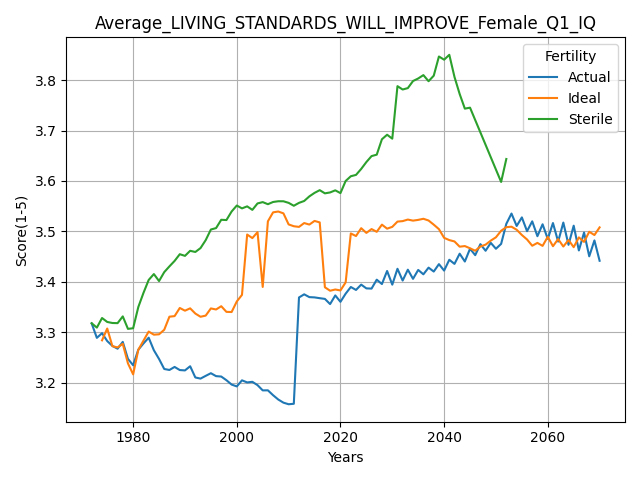 Average_LIVING_STANDARDS_WILL_IMPROVE_Female_Q1_IQ
Fertility
Actual
Ideal
Sterile
Score(1-5)
3.8
3.7
3.6
3.5
3.4
3.3
3.2
1980
2000
2020
2040
2060
Years